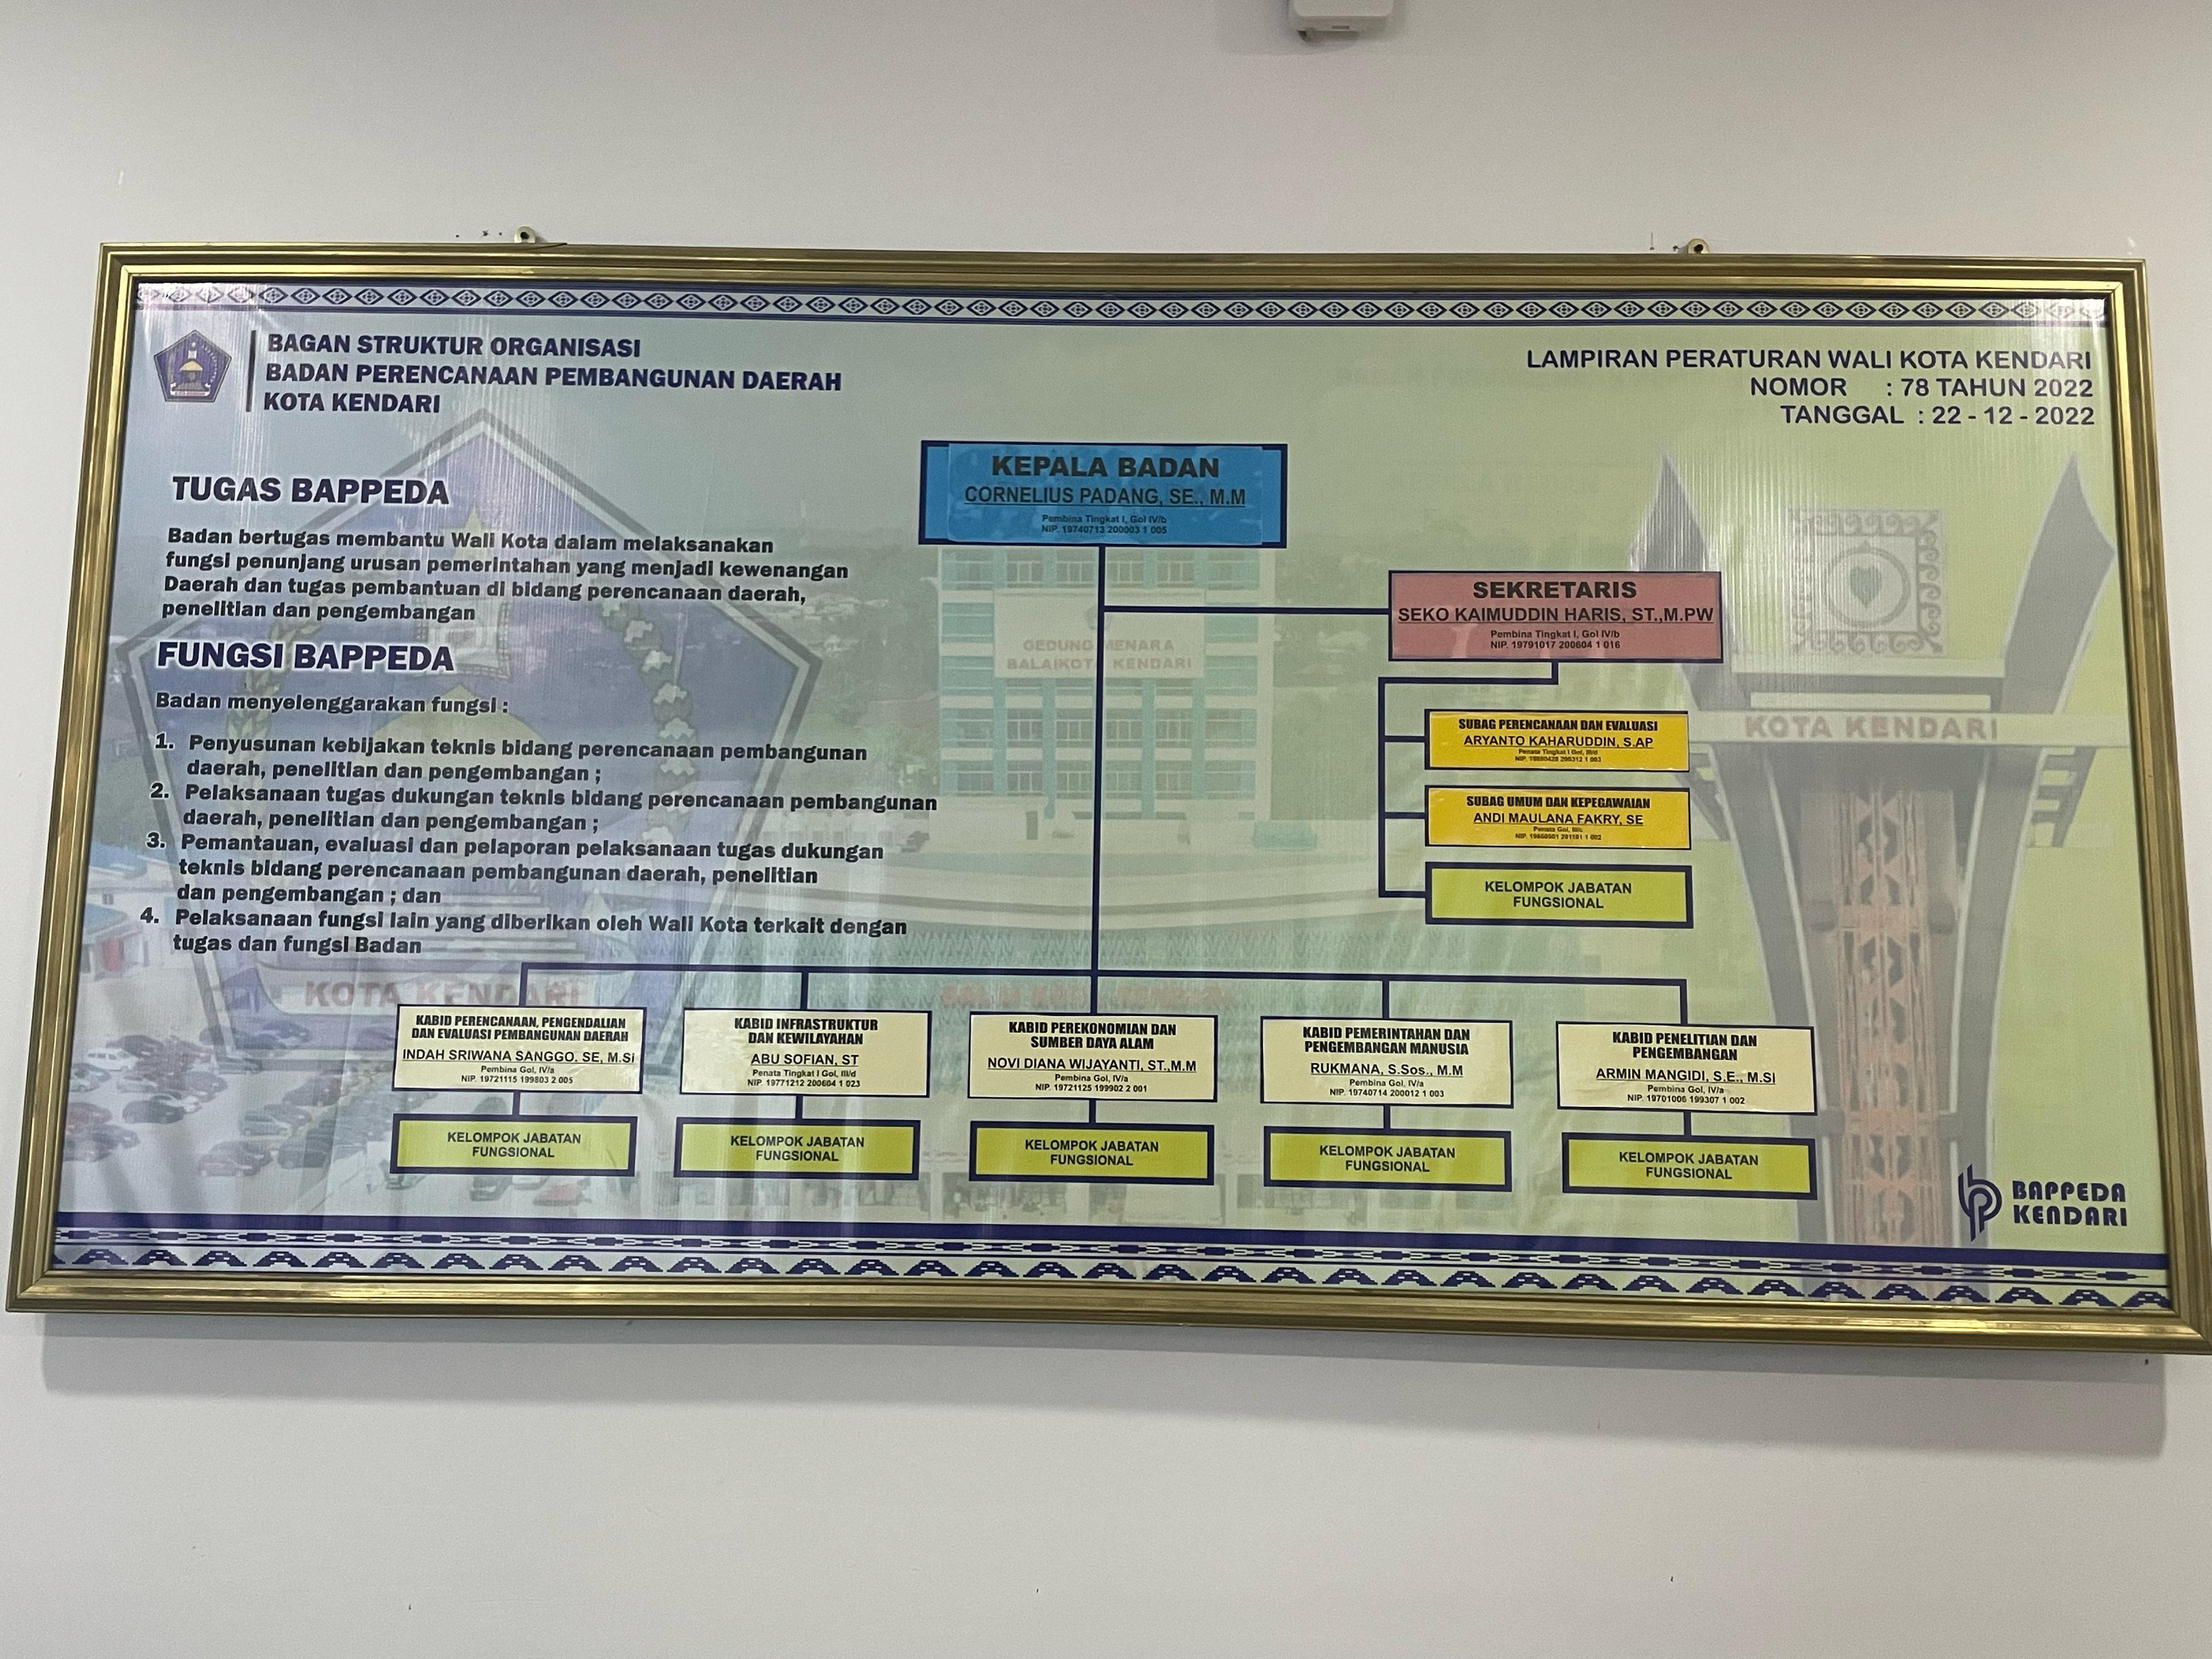 BAGAN STRUKTUR ORGANISASI
BADAN PERENCANAAN PEMBANGUNAN DAERAH
KOTA KENDARI
LAMPIRAN PERATURAN WALI KOTA KENDARI
NOMOR : 78 TAHUN 2022
TANGGAL : 22 - 12 - 2022
TUGAS BAPPEDA
Badan bertugas membantu Wali Kota dalam melaksanakan
fungsi penunjang urusan pemerintahan yang menjadi kewenangan
Daerah dan tugas pembantuan di bidang perencanaan daerah,
penelitian dan pengembangan
FUNGSI BAPPEDA
Badan menyelenggarakan fungsi :
1. Penyusunan kebijakan teknis bidang perencanaan pembangunan
daerah, penelitian dan pengembangan ;
2. Pelaksanaan tugas dukungan teknis bidang perencanaan pembangunan
daerah, penelitian dan pengembangan ;
3. Pemantauan, evaluasi dan pelaporan pelaksanaan tugas dukungan
teknis bidang perencanaan pembangunan daerah, penelitian
dan pengembangan ; dan
4. Pelaksanaan fungsi lain yang diberikan oleh Wali Kota terkait dengan
tugas dan fungsi Badan
KEPALA BADAN
CORNELIUS PADANG, SE., M.M
Pembina Tingkat I, Gol IV/b
NIP. 19740713 200003 1 005
SEKRETARIS
SEKO KAIMUDDIN HARIS, ST.,M.PW
Pembina Tingkat I, Gol IV/b
NIP. 19791017 200604 1 016
SUBAG PERENCANAAN DAN EVALUASI
ARYANTO KAHARUDDIN, S.AP
Penata Tingkat I Gol, III/d
NIP.
SUBAG UMUM DAN KEPEGAWAIAN
ANDI MAULANA FAKRY, SE
Penata Gol,
NIP.
KELOMPOK JABATAN
FUNGSIONAL
GEDUNG MENARA
BALAIKOTA KENDARI
KOTA KENDARI
KOTA KENDARI
BALAI KOTA KENDARI
KABID PERENCANAAN, PENGENDALIAN
DAN EVALUASI PEMBANGUNAN DAERAH
INDAH SRIWANA SANGGO, SE, M.Si
Pembina Gol, IV/a
NIP. 19721115 199803 2 005
KELOMPOK JABATAN
FUNGSIONAL
KABID INFRASTRUKTUR
DAN KEWILAYAHAN
ABU SOFIAN, ST
Penata Tingkat I Gol, III/d
NIP. 19771212 200604 1 023
KELOMPOK JABATAN
FUNGSIONAL
KABID PEREKONOMIAN DAN
SUMBER DAYA ALAM
NOVI DIANA WIJAYANTI, ST.,M.M
Pembina Gol, IV/a
NIP. 19721125 199902 2 001
KELOMPOK JABATAN
FUNGSIONAL
KABID PEMERINTAHAN DAN
PENGEMBANGAN MANUSIA
RUKMANA, S.Sos., M.M
Pembina Gol, IV/a
NIP. 19740714 200012 1 003
KELOMPOK JABATAN
FUNGSIONAL
KABID PENELITIAN DAN
PENGEMBANGAN
ARMIN MANGIDI, S.E., M.Si
Pembina Gol, IV/a
NIP. 19701006 199307 1 002
KELOMPOK JABATAN
FUNGSIONAL
BAPPEDA
KENDARI